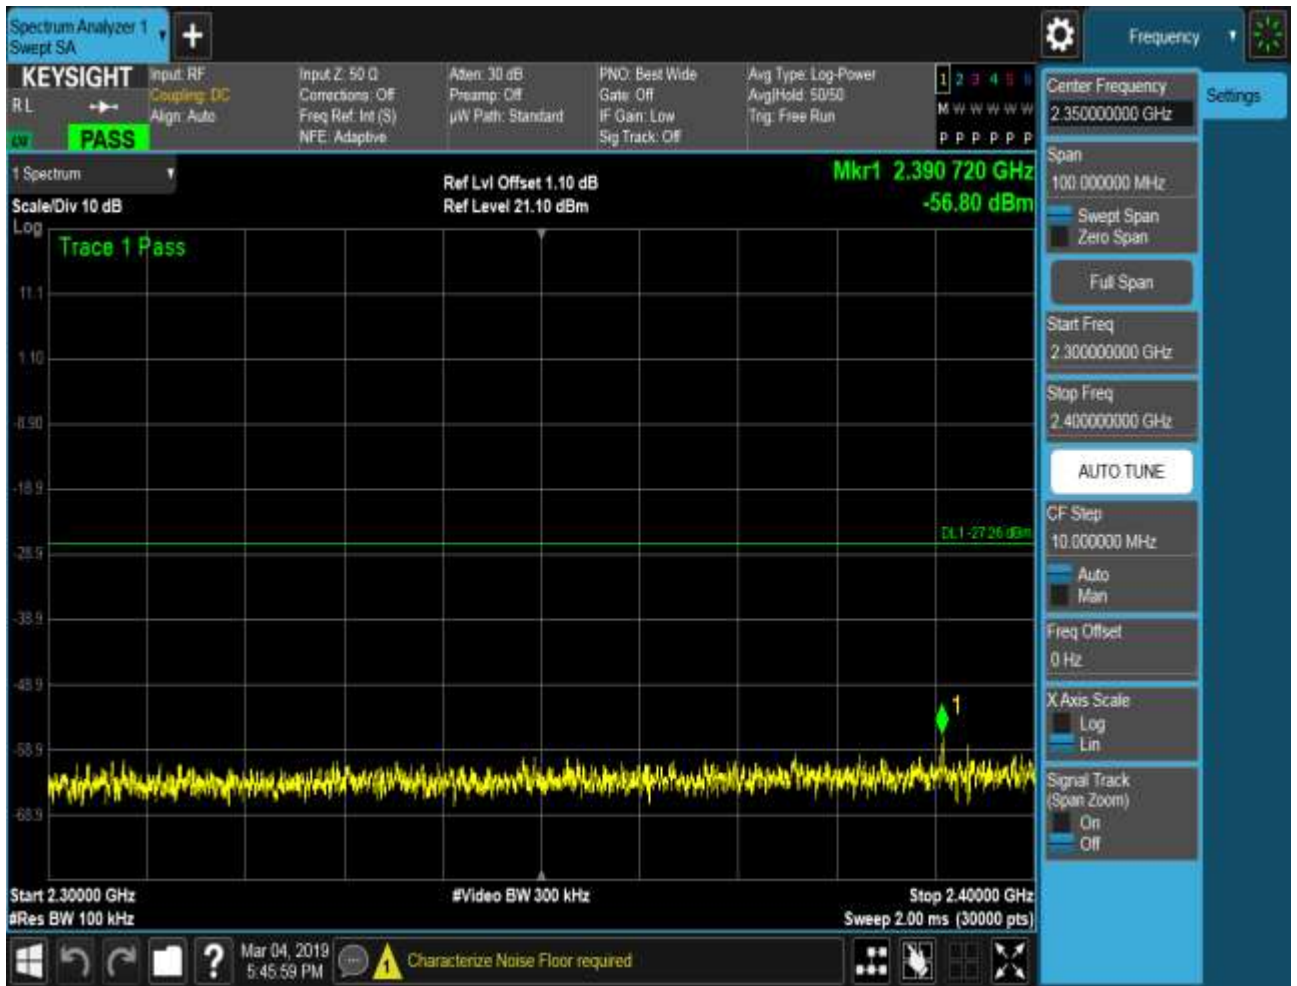 Spectrum Analyzer 1
Swept SA
Frequency
KEYSIGHT
R L
PASS
Input: RF
Coupling: DC
Align: Auto
Input Z: 50 Ω
Corrections: Off
Freq Ref: Int (S)
NFE: Adaptive
Atten: 30 dB
Preamp: Off
µW Path: Standard
PNO: Best Wide
Gate: Off
IF Gain: Low
Sig Track: Off
Avg Type: Log-Power
Avg|Hold: 50/50
Trig: Free Run
1 2 3 4 5 6
M W W W W W
P P P P P P
1 Spectrum
Scale/Div 10 dB
Ref Lvl Offset 1.10 dB
Ref Level 21.10 dBm
Mkr1 2.390 720 GHz
-56.80 dBm
Log
Trace 1 Pass
11.1
1.10
-8.90
-18.9
DL1 -27.26 dBm
-28.9
-38.9
-48.9
1
-58.9
-68.9
Start 2.30000 GHz
#Video BW 300 kHz
Stop 2.40000 GHz
#Res BW 100 kHz
Sweep 2.00 ms (30000 pts)
Mar 04, 2019
5:45:59 PM
?
1
Characterize Noise Floor required
Settings
Center Frequency
2.350000000 GHz
Span
100.000000 MHz
Swept Span
Zero Span
Full Span
Start Freq
2.300000000 GHz
Stop Freq
2.400000000 GHz
AUTO TUNE
CF Step
10.000000 MHz
Auto
Man
Freq Offset
0 Hz
X Axis Scale
Log
Lin
Signal Track
(Span Zoom)
On
Off